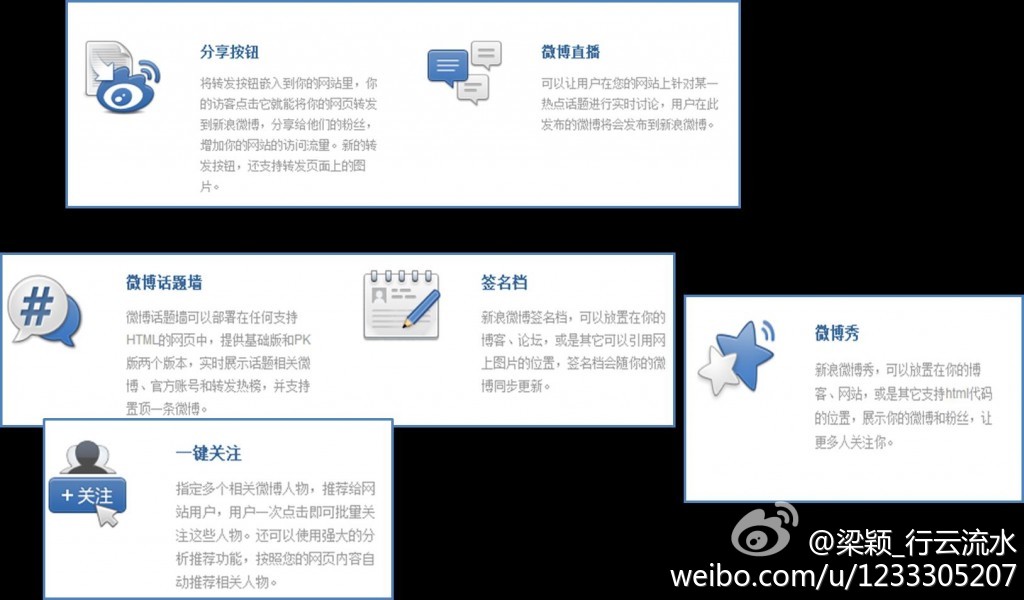 分享按钮
将转发按钮嵌入到你的网站里，你
的访客点击它就能将你的网页转发
到新浪微博，分享给他们的粉丝，
增加你的网站的访问流量。新的转
发按钮，还支持转发页面上的图
片。
微博直播
可以让用户在您的网站上针对某一
热点话题进行实时讨论，用户在此
发布的微博将会发布到新浪微博。
#
微博话题墙
微博话题墙可以部署在任何支持
HTML的网页中，提供基础版和PK
版两个版本，实时展示话题相关微
博、官方账号和转发热榜，并支持
置顶一条微博。
签名档
新浪微博签名档，可以放置在你的
博客、论坛，或是其它可以引用网
上图片的位置，签名档会随你的微
博同步更新。
微博秀
新浪微博秀，可以放置在你的博
客、网站，或是其它支持html代码
的位置，展示你的微博和粉丝，让
更多人关注你。
+关注
一键关注
指定多个相关微博人物，推荐给网
站用户，用户一次点击即可批量关
注这些人物。还可以使用强大的分
析推荐功能，按照您的网页内容自
动推荐相关人物。
@梁颖_行云流水
weibo.com/u/1233305207